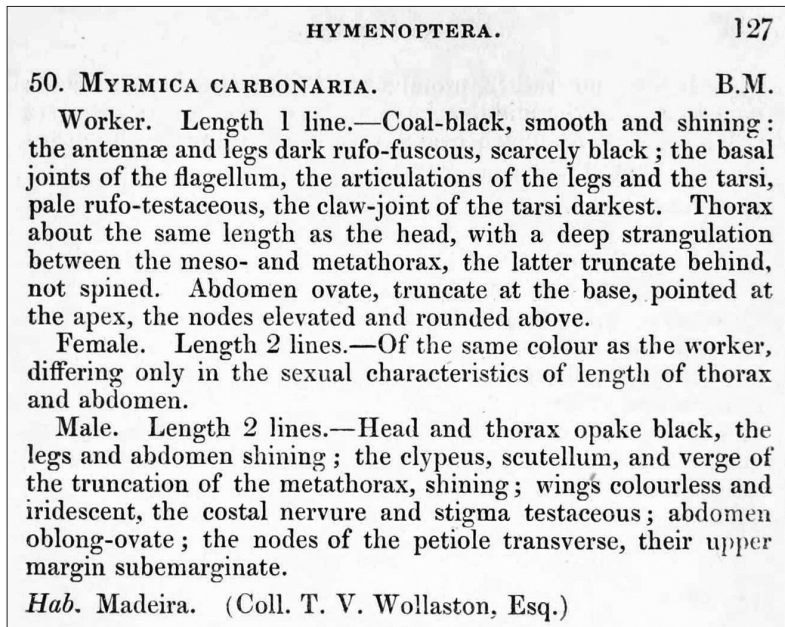 HYMENOPTERA. 127
50. MYRMICA CARBONARIA. B.M.
Worker. Length 1 line.—Coal-black, smooth and shining :
the antennæ and legs dark rufo-fuscous, scarcely black ; the basal
joints of the flagellum, the articulations of the legs and the tarsi,
pale rufo-testaceous, the claw-joint of the tarsi darkest. Thorax
about the same length as the head, with a deep strangulation
between the meso- and metathorax, the latter truncate behind,
not spined. Abdomen ovate, truncate at the base, pointed at
the apex, the nodes elevated and rounded above.
Female. Length 2 lines.—Of the same colour as the worker,
differing only in the sexual characteristics of length of thorax
and abdomen.
Male. Length 2 lines.—Head and thorax opake black, the
legs and abdomen shining ; the clypeus, scutellum, and verge of
the truncation of the metathorax, shining ; wings colourless and
iridescent, the costal nervure and stigma testaceous ; abdomen
oblong-ovate ; the nodes of the petiole transverse, their upper
margin subemarginate.
Hab. Madeira. (Coll. T. V. Wollaston, Esq.)